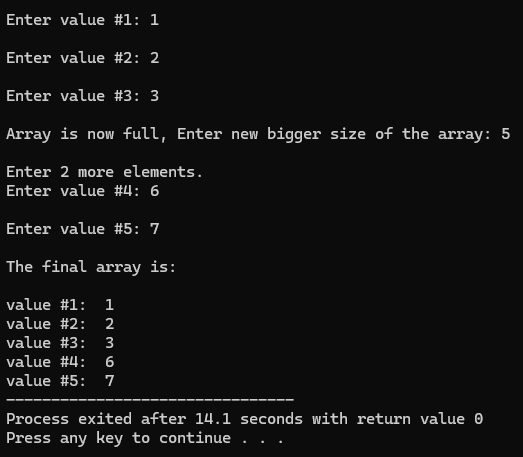 Enter value #1: 1
Enter value #2: 2
Enter value #3: 3
Array is now full, Enter new bigger size of the array: 5
Enter 2 more elements.
Enter value #4: 6
Enter value #5: 7
The final array is:
value #1:  1
value #2:  2
value #3:  3
value #4:  6
value #5:  7
--------------------------------
Process exited after 14.1 seconds with return value 0
Press any key to continue . . .